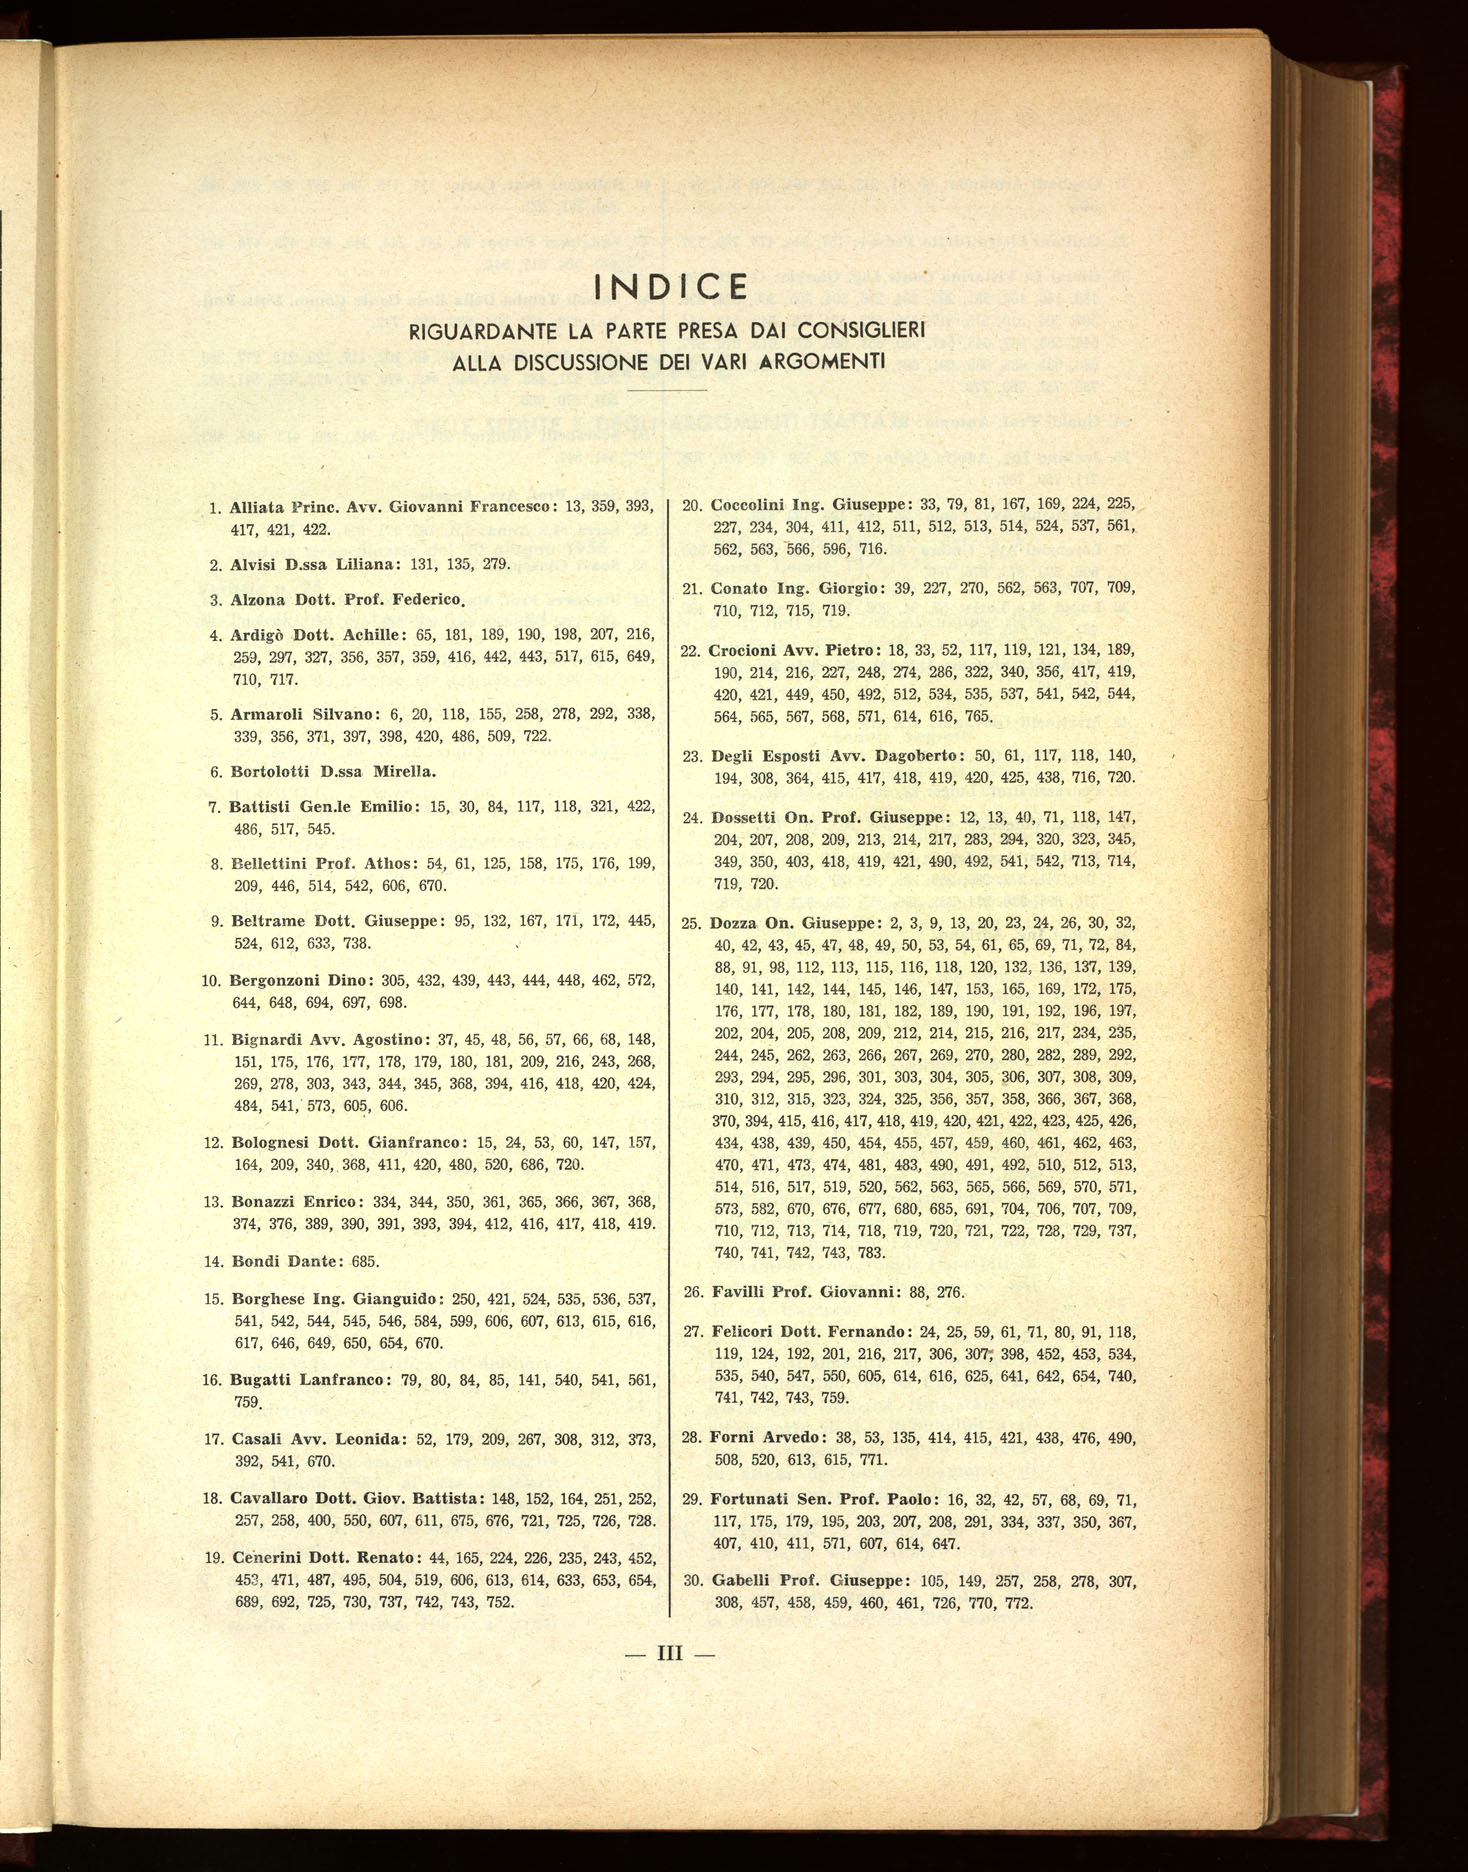 INDICE
RIGUARDANTE LA PARTE PRESA DAI CONSIGLIERI
ALLA DISCUSSIONE DEI VARI ARGOMENTI
1. Alliata Princ. Avv. Giovanni Francesco: 13, 359, 393,
417, 421, 422.
2. Alvisi D.ssa Liliana: 131, 135, 279.
3. Alzona Dott. Prof. Federico.
4. Ardigò Dott. Achille: 65, 181, 189, 190, 198, 207, 216,
259, 297, 327, 356, 357, 359, 416, 442, 443, 517, 615, 649,
710, 717.
5. Armaroli Silvano: 6, 20, 118, 155, 258, 278, 292, 338,
339, 356, 371, 397, 398, 420, 486, 509, 722.
6. Bortolotti D.ssa Mirella.
7. Battisti Gen.le Emilio: 15, 30, 84, 117, 118, 321, 422,
486, 517, 545.
8. Bellettini Prof. Athos: 54, 61, 125, 158, 175, 176, 199,
209, 446, 514, 542, 606, 670.
9. Beltrame Dott. Giuseppe: 95, 132, 167, 171, 172, 445,
524, 612, 633, 738.
10. Bergonzoni Dino: 305, 432, 439, 443, 444, 448, 462, 572,
644, 648, 694, 697, 698.
11. Bignardi Avv. Agostino: 37, 45, 48, 56, 57, 66, 68, 148,
151, 175, 176, 177, 178, 179, 180, 181, 209, 216, 243, 268,
269, 278, 303, 343, 344, 345, 368, 394, 416, 418, 420, 424,
484, 541, 573, 605, 606.
12. Bolognesi Dott. Gianfranco: 15, 24, 53, 60, 147, 157,
164, 209, 340, 368, 411, 420, 480, 520, 686, 720.
13. Bonazzi Enrico: 334, 344, 350, 361, 365, 366, 367, 368,
374, 376, 389, 390, 391, 393, 394, 412, 416, 417, 418, 419.
14. Bondi Dante: 685.
15. Borghese Ing. Gianguido: 250, 421, 524, 535, 536, 537,
541, 542, 544, 545, 546, 584, 599, 606, 607, 613, 615, 616,
617, 646, 649, 650, 654, 670.
16. Bugatti Lanfranco: 79, 80, 84, 85, 141, 540, 541, 561,
759.
17. Casali Avv. Leonida: 52, 179, 209, 267, 308, 312, 373,
392, 541, 670.
18. Cavallaro Dott. Giov. Battista: 148, 152, 164, 251, 252,
257, 258, 400, 550, 607, 611, 675, 676, 721, 725, 726, 728.
19. Cenerini Dott. Renato: 44, 165, 224, 226, 235, 243, 452,
453, 471, 487, 495, 504, 519, 606, 613, 614, 633, 653, 654,
689, 692, 725, 730, 737, 742, 743, 752.
20. Coccolini Ing. Giuseppe: 33, 79, 81, 167, 169, 224, 225,
227, 234, 304, 411, 412, 511, 512, 513, 514, 524, 537, 561,
562, 563, 566, 596, 716.
21. Conato Ing. Giorgio: 39, 227, 270, 562, 563, 707, 709,
710, 712, 715, 719.
22. Crocioni Avv. Pietro: 18, 33, 52, 117, 119, 121, 134, 189,
190, 214, 216, 227, 248, 274, 286, 322, 340, 356, 417, 419,
420, 421, 449, 450, 492, 512, 534, 535, 537, 541, 542, 544,
564, 565, 567, 568, 571, 614, 616, 765.
23. Degli Esposti Avv. Dagoberto: 50, 61, 117, 118, 140,
194, 308, 364, 415, 417, 418, 419, 420, 425, 438, 716, 720.
24. Dossetti On. Prof. Giuseppe: 12, 13, 40, 71, 118, 147,
204, 207, 208, 209, 213, 214, 217, 283, 294, 320, 323, 345,
349, 350, 403, 418, 419, 421, 490, 492, 541, 542, 713, 714,
719, 720.
25. Dozza On. Giuseppe: 2, 3, 9, 13, 20, 23, 24, 26, 30, 32,
40, 42, 43, 45, 47, 48, 49, 50, 53, 54, 61, 65, 69, 71, 72, 84,
88, 91, 98, 112, 113, 115, 116, 118, 120, 132, 136, 137, 139,
140, 141, 142, 144, 145, 146, 147, 153, 165, 169, 172, 175,
176, 177, 178, 180, 181, 182, 189, 190, 191, 192, 196, 197,
202, 204, 205, 208, 209, 212, 214, 215, 216, 217, 234, 235,
244, 245, 262, 263, 266, 267, 269, 270, 280, 282, 289, 292,
293, 294, 295, 296, 301, 303, 304, 305, 306, 307, 308, 309,
310, 312, 315, 323, 324, 325, 356, 357, 358, 366, 367, 368,
370, 394, 415, 416, 417, 418, 419, 420, 421, 422, 423, 425, 426,
434, 438, 439, 450, 454, 455, 457, 459, 460, 461, 462, 463,
470, 471, 473, 474, 481, 483, 490, 491, 492, 510, 512, 513,
514, 516, 517, 519, 520, 562, 563, 565, 566, 569, 570, 571,
573, 582, 670, 676, 677, 680, 685, 691, 704, 706, 707, 709,
710, 712, 713, 714, 718, 719, 720, 721, 722, 728, 729, 737,
740, 741, 742, 743, 783.
26. Favilli Prof. Giovanni: 88, 276.
27. Felicori Dott. Fernando: 24, 25, 59, 61, 71, 80, 91, 118,
119, 124, 192, 201, 216, 217, 306, 307, 398, 452, 453, 534,
535, 540, 547, 550, 605, 614, 616, 625, 641, 642, 654, 740,
741, 742, 743, 759.
28. Forni Arvedo: 38, 53, 135, 414, 415, 421, 438, 476, 490,
508, 520, 613, 615, 771.
29. Fortunati Sen. Prof. Paolo: 16, 32, 42, 57, 68, 69, 71,
117, 175, 179, 195, 203, 207, 208, 291, 334, 337, 350, 367,
407, 410, 411, 571, 607, 614, 647.
30. Gabelli Prof. Giuseppe: 105, 149, 257, 258, 278, 307,
308, 457, 458, 459, 460, 461, 726, 770, 772.
— III —